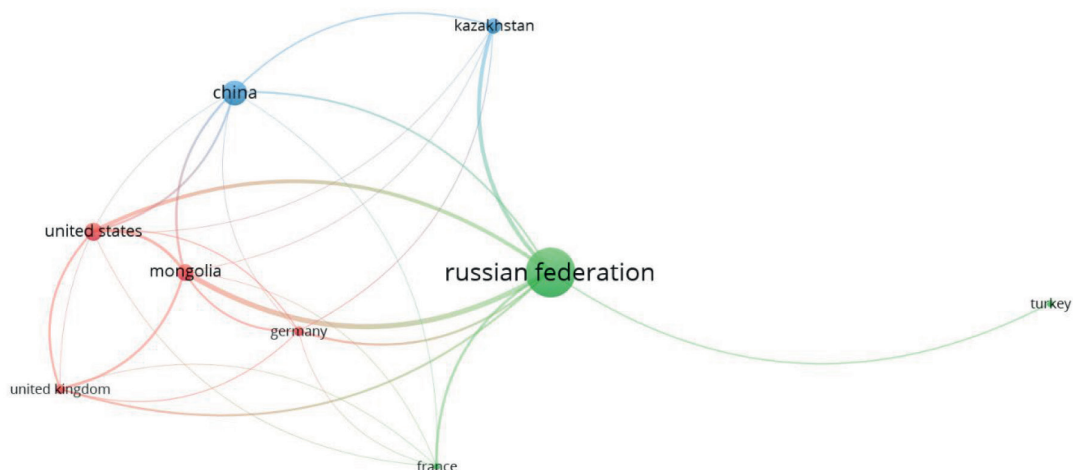 kazakhstan
china
united states
mongolia
russian federation
turkey
germany
united kingdom
france